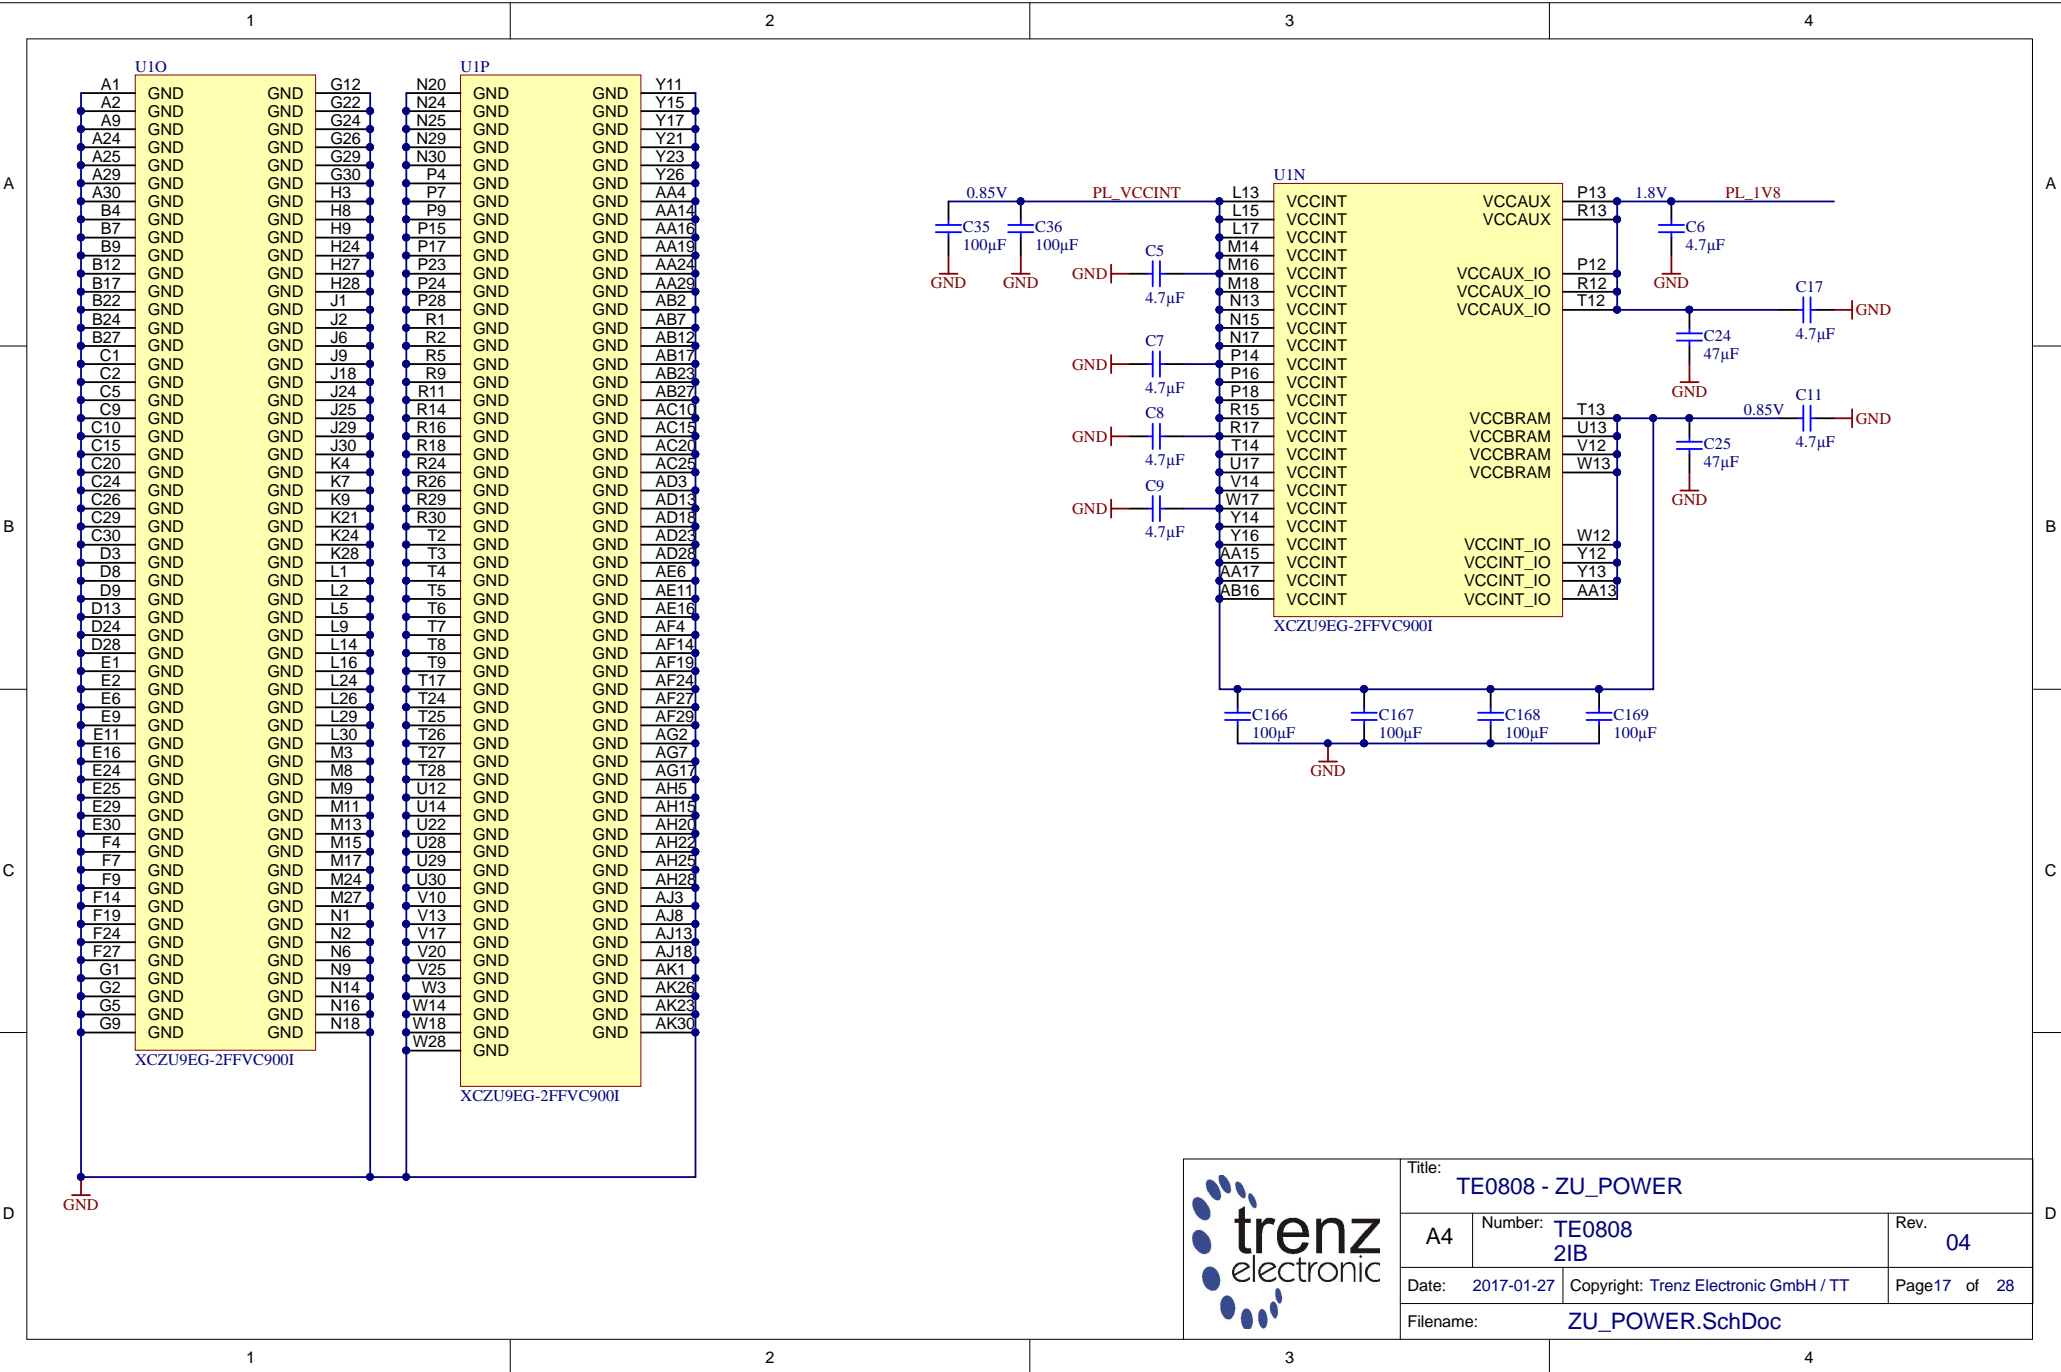 1 2 3 4
A
B
C
D
U1O
A1 GND GND G12
A2 GND GND G22
A9 GND GND G24
A24 GND GND G26
A25 GND GND G29
A29 GND GND G30
A30 GND GND H3
B4 GND GND H8
B7 GND GND H9
B9 GND GND H24
B12 GND GND H27
B17 GND GND H28
B22 GND GND J1
B24 GND GND J2
B27 GND GND J6
C1 GND GND J9
C2 GND GND J18
C5 GND GND J24
C9 GND GND J25
C10 GND GND J29
C15 GND GND J30
C20 GND GND K4
C24 GND GND K7
C26 GND GND K9
C29 GND GND K21
C30 GND GND K24
D3 GND GND K28
D8 GND GND L1
D9 GND GND L2
D13 GND GND L5
D24 GND GND L9
D28 GND GND L14
E1 GND GND L16
E2 GND GND L24
E6 GND GND L26
E9 GND GND L29
E11 GND GND L30
E16 GND GND M3
E24 GND GND M8
E25 GND GND M9
E29 GND GND M11
E30 GND GND M13
F4 GND GND M15
F7 GND GND M17
F9 GND GND M24
F14 GND GND M27
F19 GND GND N1
F24 GND GND N2
F27 GND GND N6
G1 GND GND N9
G2 GND GND N14
G5 GND GND N16
G9 GND GND N18
XCZU9EG-2FFVC900I
GND
U1P
N20 GND GND Y11
N24 GND GND Y15
N25 GND GND Y17
N29 GND GND Y21
N30 GND GND Y23
P4 GND GND Y26
P7 GND GND AA4
P9 GND GND AA14
P15 GND GND AA16
P17 GND GND AA19
P23 GND GND AA24
P24 GND GND AA29
P28 GND GND AB2
R1 GND GND AB7
R2 GND GND AB12
R5 GND GND AB17
R9 GND GND AB23
R11 GND GND AB27
R14 GND GND AC10
R16 GND GND AC15
R18 GND GND AC20
R24 GND GND AC25
R26 GND GND AD3
R29 GND GND AD13
R30 GND GND AD18
T2 GND GND AD23
T3 GND GND AD28
T4 GND GND AE6
T5 GND GND AE11
T6 GND GND AE16
T7 GND GND AF4
T8 GND GND AF14
T9 GND GND AF19
T17 GND GND AF24
T24 GND GND AF27
T25 GND GND AF29
T26 GND GND AG2
T27 GND GND AG7
T28 GND GND AG17
U12 GND GND AH5
U14 GND GND AH15
U22 GND GND AH20
U28 GND GND AH22
U29 GND GND AH25
U30 GND GND AH28
V10 GND GND AJ3
V13 GND GND AJ8
V17 GND GND AJ13
V20 GND GND AJ18
V25 GND GND AK1
W3 GND GND AK26
W14 GND GND AK23
W18 GND GND AK30
W28 GND
XCZU9EG-2FFVC900I
0.85V PL_VCCINT
C35 100µF GND
C36 100µF GND
GND C5 4.7µF
GND C7 4.7µF
GND C8 4.7µF
GND C9 4.7µF
U1N
L13 VCCINT VCCAUX P13
L15 VCCINT VCCAUX R13
L17 VCCINT
M14 VCCINT
M16 VCCINT VCCAUX_IO P12
M18 VCCINT VCCAUX_IO R12
N13 VCCINT VCCAUX_IO T12
N15 VCCINT
N17 VCCINT
P14 VCCINT
P16 VCCINT
P18 VCCINT
R15 VCCINT VCCBRAM T13
R17 VCCINT VCCBRAM U13
T14 VCCINT VCCBRAM V12
U17 VCCINT VCCBRAM W13
V14 VCCINT
W17 VCCINT
Y14 VCCINT
Y16 VCCINT VCCINT_IO W12
AA15 VCCINT VCCINT_IO Y12
AA17 VCCINT VCCINT_IO Y13
AB16 VCCINT VCCINT_IO AA13
XCZU9EG-2FFVC900I
1.8V PL_1V8
C6 4.7µF GND
C17 4.7µF GND
C24 47µF GND
0.85V C11 4.7µF GND
C25 47µF GND
C166 C167 C168 C169
100µF 100µF 100µF 100µF
GND
trenz
electronic
Title:
TE0808 - ZU_POWER
A4 Number: TE0808
2IB
Rev.
04
Date: 2017-01-27 Copyright: Trenz Electronic GmbH / TT Page17 of 28
Filename: ZU_POWER.SchDoc
A
B
C
D
1 2 3 4